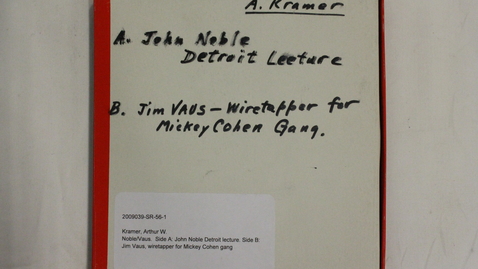 A. Kramer
A. John Noble
Detroit Lecture
B. Jim VAUS - Wiretapper for
Mickey Cohen Gang.
2009039-SR-56-1
Kramer, Arthur W.
Noble/Vaus. Side A: John Noble Detroit lecture. Side B:
Jim Vaus, wiretapper for Mickey Cohen gang